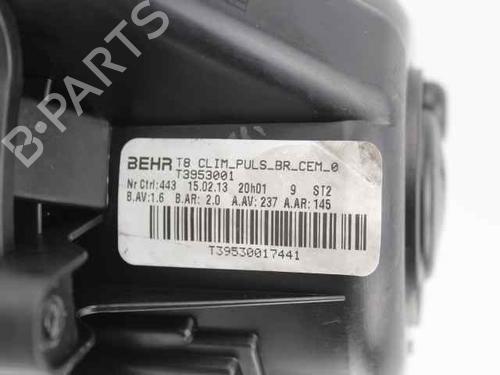 B-PARTS
BEHR T8 CLIM_PULS_BR_CEM_0
T3953001
Nr Ctrl:443 15.02.13 20h01 9 ST2
B.AV:1.6 B.AR: 2.0 A.AV: 237 A.AR: 145
T39530017441